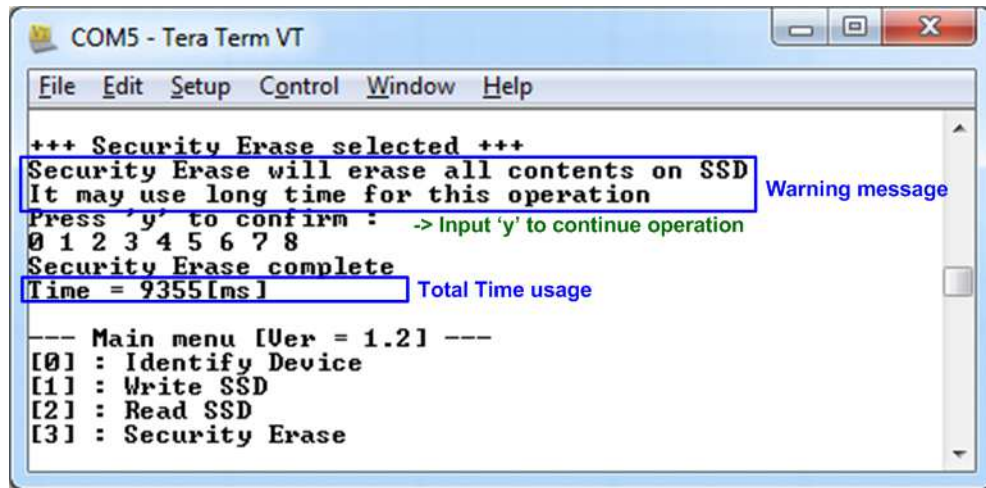 COM5 - Tera Term VT
File Edit Setup Control Window Help
+++ Security Erase selected +++
Security Erase will erase all contents on SSD
It may use long time for this operation
Warning message
Press 'y' to confirm : -> Input 'y' to continue operation
0 1 2 3 4 5 6 7 8
Security Erase complete
Time = 9355[ms] Total Time usage
--- Main menu [Ver = 1.2] ---
[0] : Identify Device
[1] : Write SSD
[2] : Read SSD
[3] : Security Erase